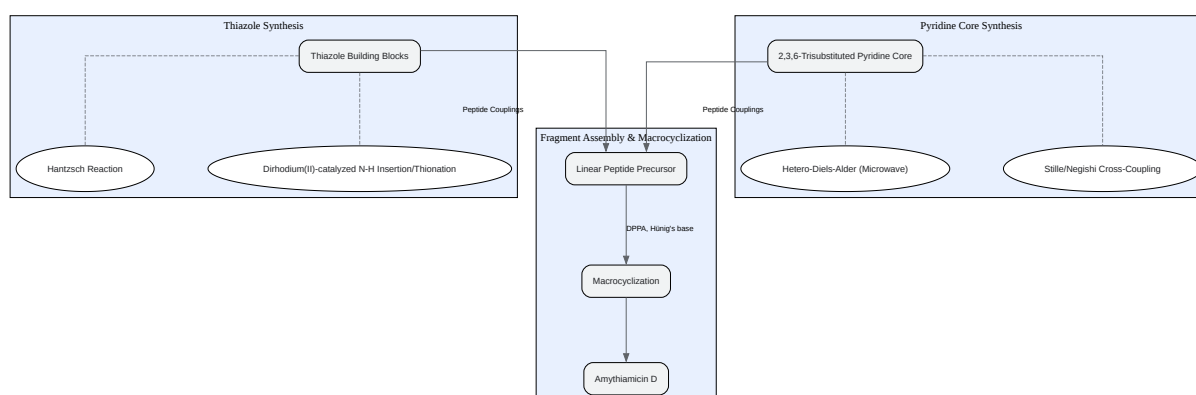 Thiazole Synthesis
Pyridine Core Synthesis
Thiazole Building Blocks
2,3,6-Trisubstituted Pyridine Core
Peptide Couplings
Peptide Couplings
Fragment Assembly & Macrocyclization
Hantzsch Reaction
Dirhodium(II)-catalyzed N-H Insertion/Thionation
Linear Peptide Precursor
Hetero-Diels-Alder (Microwave)
Stille/Negishi Cross-Coupling
DPPA, Hünig's base
Macrocyclization
Amythiamicin D